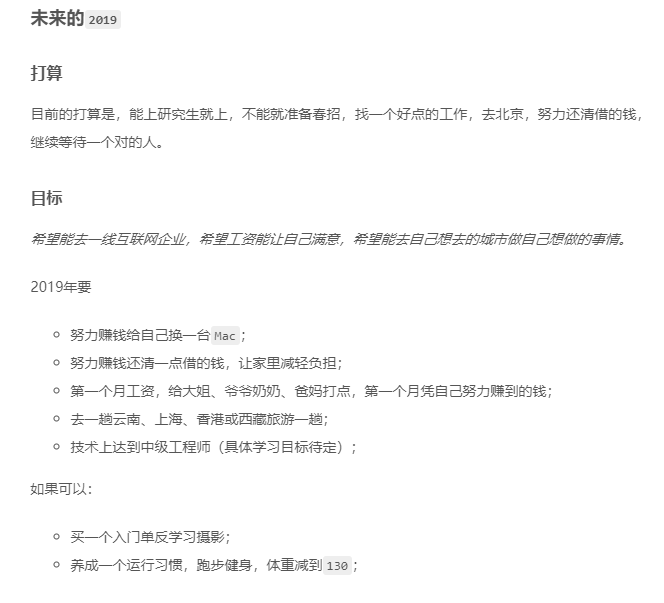 未来的2019
打算
目前的打算是，能上研究生就上，不能就准备春招，找一个好点的工作，去北京，努力还清借的钱，
继续等待一个对的人。
目标
希望能去一线互联网企业，希望工资能让自己满意，希望能去自己想去的城市做自己想做的事情。
2019年要
努力赚钱给自己换一台Mac；
努力赚钱还清一点借的钱，让家里减轻负担；
第一个月工资，给大姐、爷爷奶奶、爸妈打点，第一个月凭自己努力赚到的钱；
去一趟云南、上海、香港或西藏旅游一趟；
技术上达到中级工程师（具体学习目标待定）；
如果可以：
买一个入门单反学习摄影；
养成一个运行习惯，跑步健身，体重减到130；